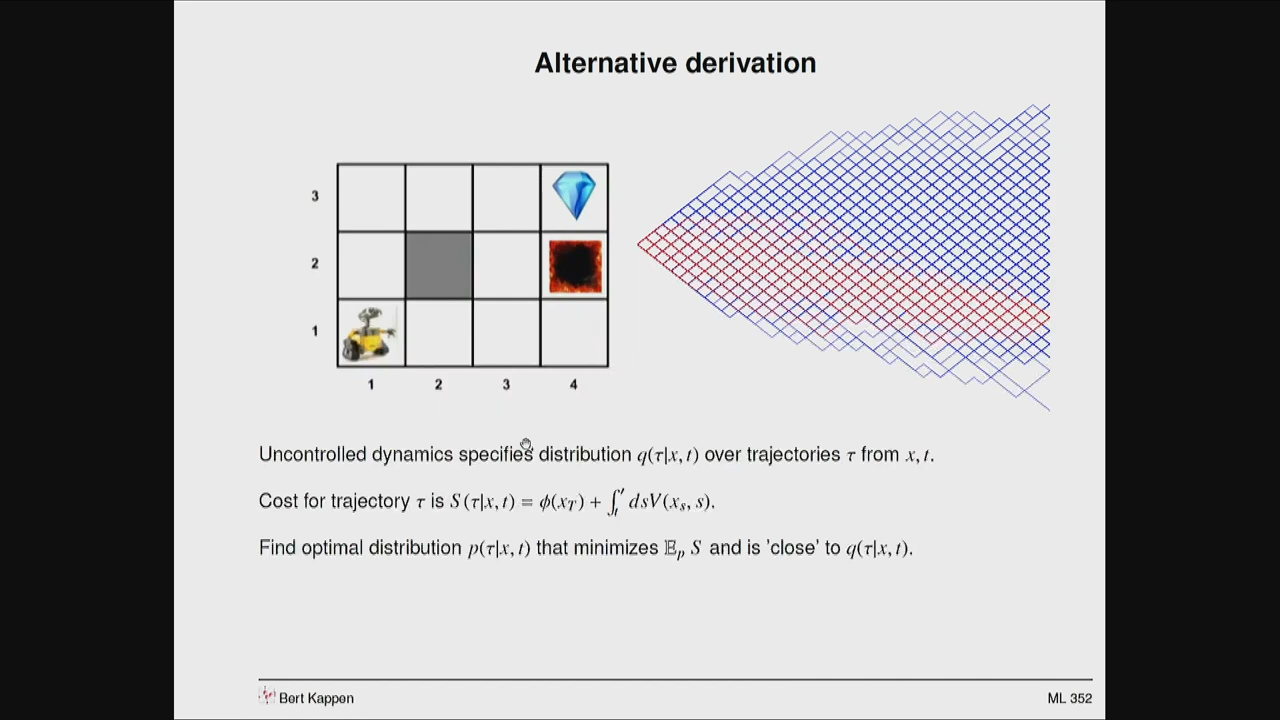 Alternative derivation
3
2
1
1 2 3 4
Uncontrolled dynamics specifies distribution q(τ|x, t) over trajectories τ from x, t.
Cost for trajectory τ is S(τ|x, t) = ϕ(x_T) + ∫_t^′ dsV(x_s, s).
Find optimal distribution p(τ|x, t) that minimizes 𝔼_p S and is 'close' to q(τ|x, t).
Bert Kappen ML 352